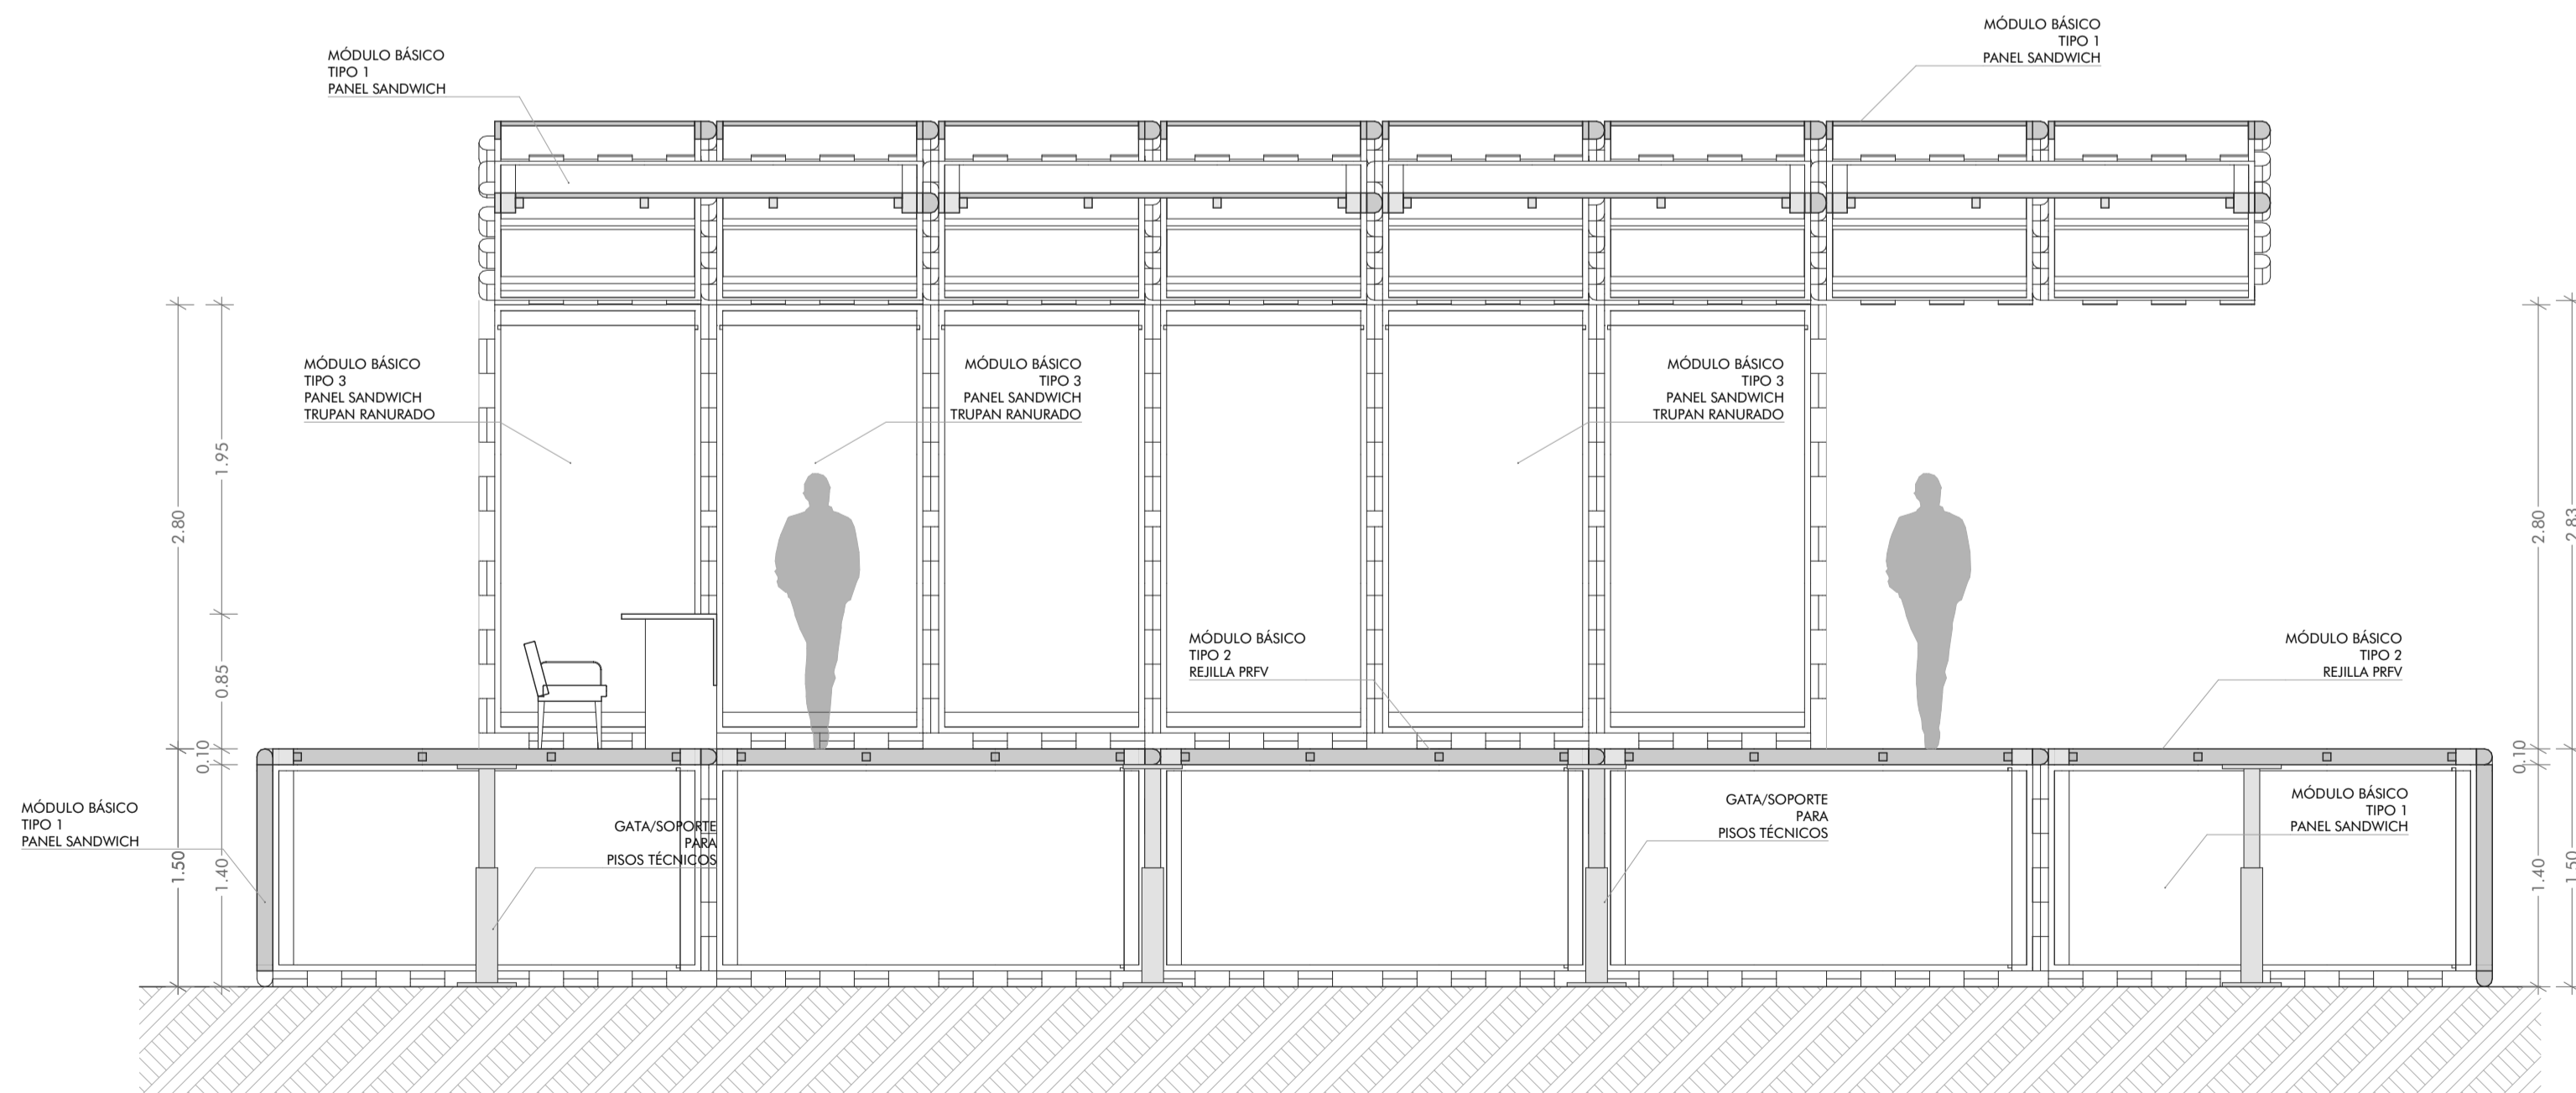 MÓDULO BÁSICO
TIPO 1
PANEL SANDWICH
MÓDULO BÁSICO
TIPO 1
PANEL SANDWICH
MÓDULO BÁSICO
TIPO 3
PANEL SANDWICH
TRUPAN RANURADO
MÓDULO BÁSICO
TIPO 3
PANEL SANDWICH
TRUPAN RANURADO
MÓDULO BÁSICO
TIPO 3
PANEL SANDWICH
TRUPAN RANURADO
2.80
1.95
0.85
0.10
1.50
1.40
MÓDULO BÁSICO
TIPO 2
REJILLA PRFV
MÓDULO BÁSICO
TIPO 2
REJILLA PRFV
MÓDULO BÁSICO
TIPO 1
PANEL SANDWICH
GATA/SOPORTE
PARA
PISOS TÉCNICOS
GATA/SOPORTE
PARA
PISOS TÉCNICOS
MÓDULO BÁSICO
TIPO 1
PANEL SANDWICH
2.80
2.83
0.10
1.40
1.50